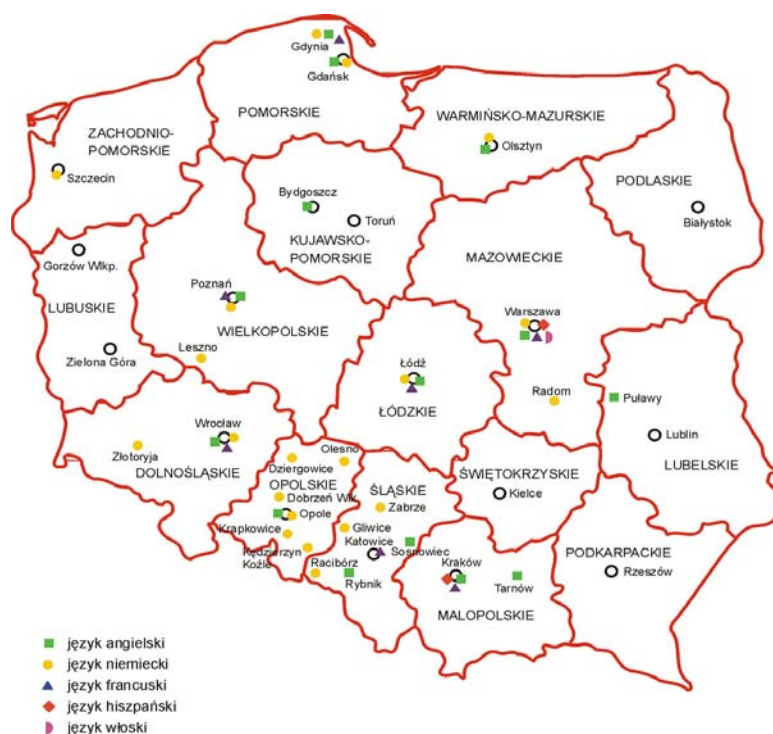 Gdynia
Gdańsk
POMORSKIE
ZACHODNIO-
POMORSKIE
Szczecin
WARMIŃSKO-MAZURSKIE
Olsztyn
PODLASKIE
Białystok
Bydgoszcz
Toruń
KUJAWSKO-
POMORSKIE
MAZOWIECKIE
Gorzów Wlkp.
LUBUSKIE
Zielona Góra
Poznań
WIELKOPOLSKIE
Leszno
Warszawa
Radom
Łódź
ŁÓDZKIE
Puławy
Lublin
LUBELSKIE
Wrocław
Złotoryja
DOLNOŚLĄSKIE
Olesno
Dziergowice
OPOLSKIE
Dobrzeń Wlk.
Opole
Krapkowice
Kędzierzyn
Koźle
ŚLĄSKIE
Zabrze
Gliwice
Katowice
Sosnowiec
Racibórz
Rybnik
ŚWIĘTOKRZYSKIE
Kielce
Kraków
Tarnów
MALOPOLSKIE
PODKARPACKIE
Rzeszów
język angielski
język niemiecki
język francuski
język hiszpański
język włoski